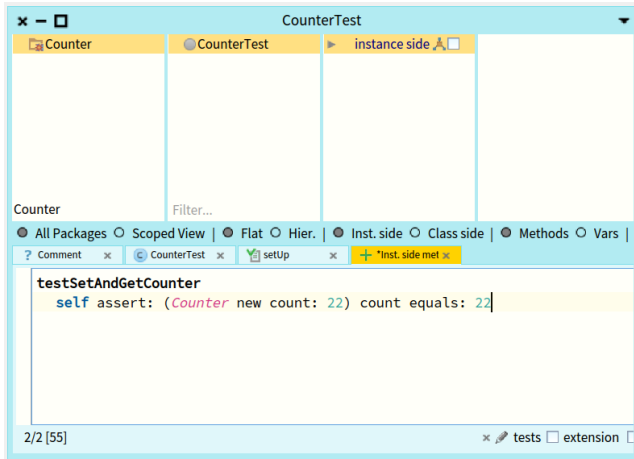 CounterTest
Counter CounterTest instance side
Counter Filter...
All Packages Scoped View | Flat Hier. | Inst. side Class side | Methods Vars |
? Comment x C CounterTest x setUp x + *Inst. side met x
testSetAndGetCounter
self assert: (Counter new count: 22) count equals: 22
2/2 [55] x tests extension